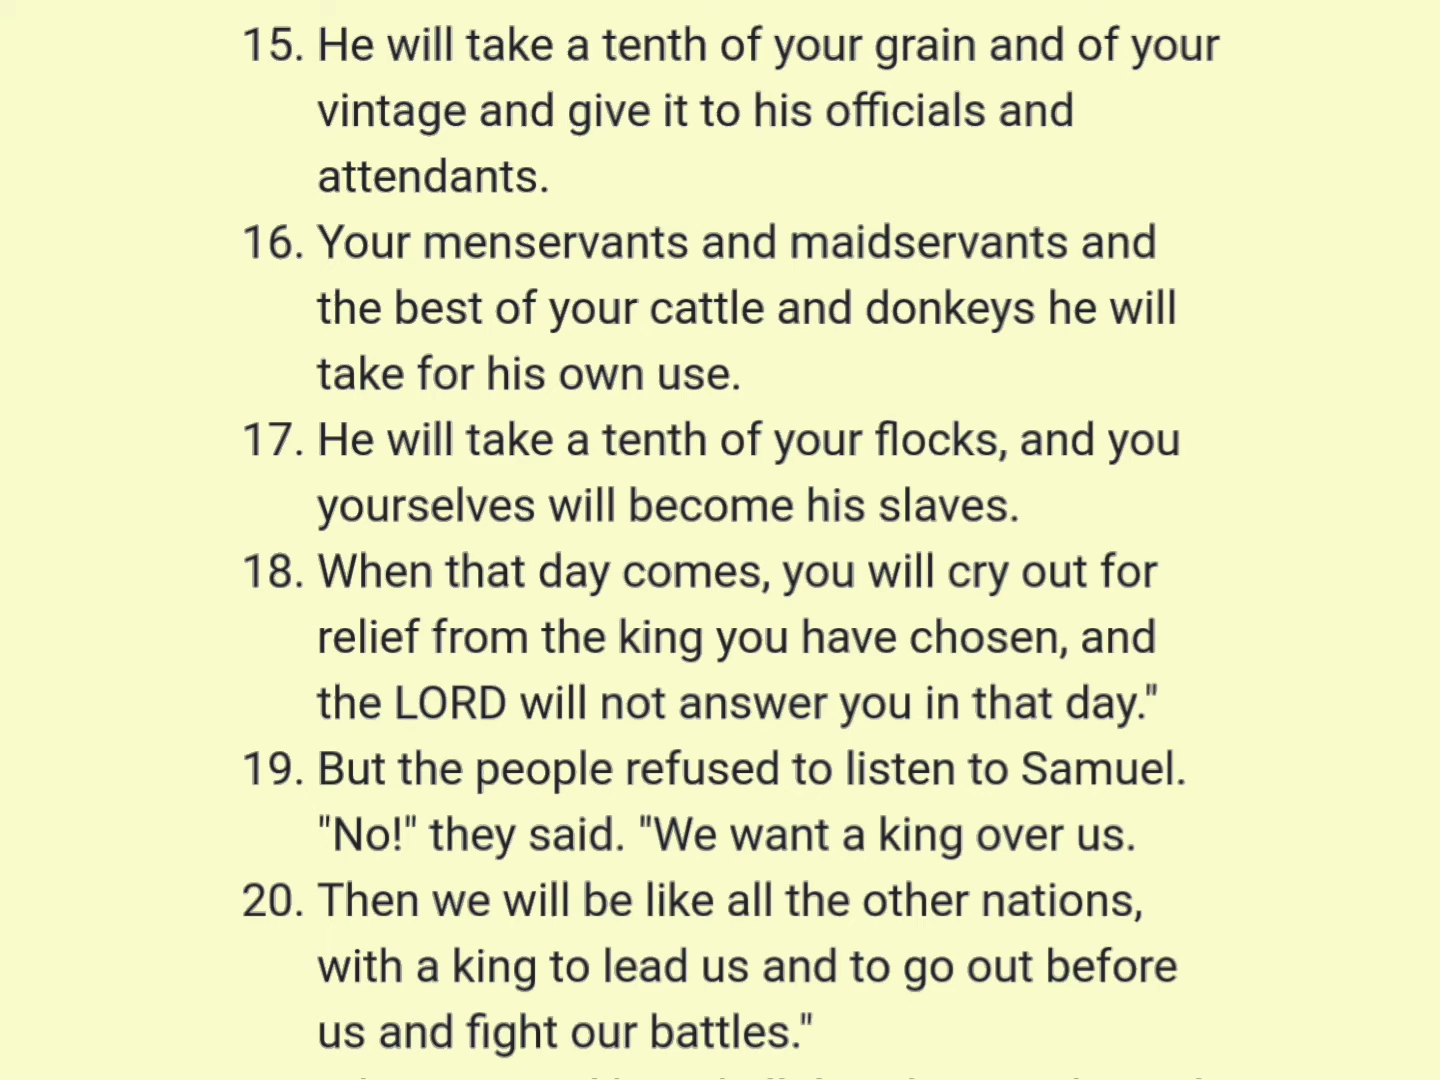 15. He will take a tenth of your grain and of your
vintage and give it to his officials and
attendants.
16. Your menservants and maidservants and
the best of your cattle and donkeys he will
take for his own use.
17. He will take a tenth of your flocks, and you
yourselves will become his slaves.
18. When that day comes, you will cry out for
relief from the king you have chosen, and
the LORD will not answer you in that day."
19. But the people refused to listen to Samuel.
"No!" they said. "We want a king over us.
20. Then we will be like all the other nations,
with a king to lead us and to go out before
us and fight our battles."